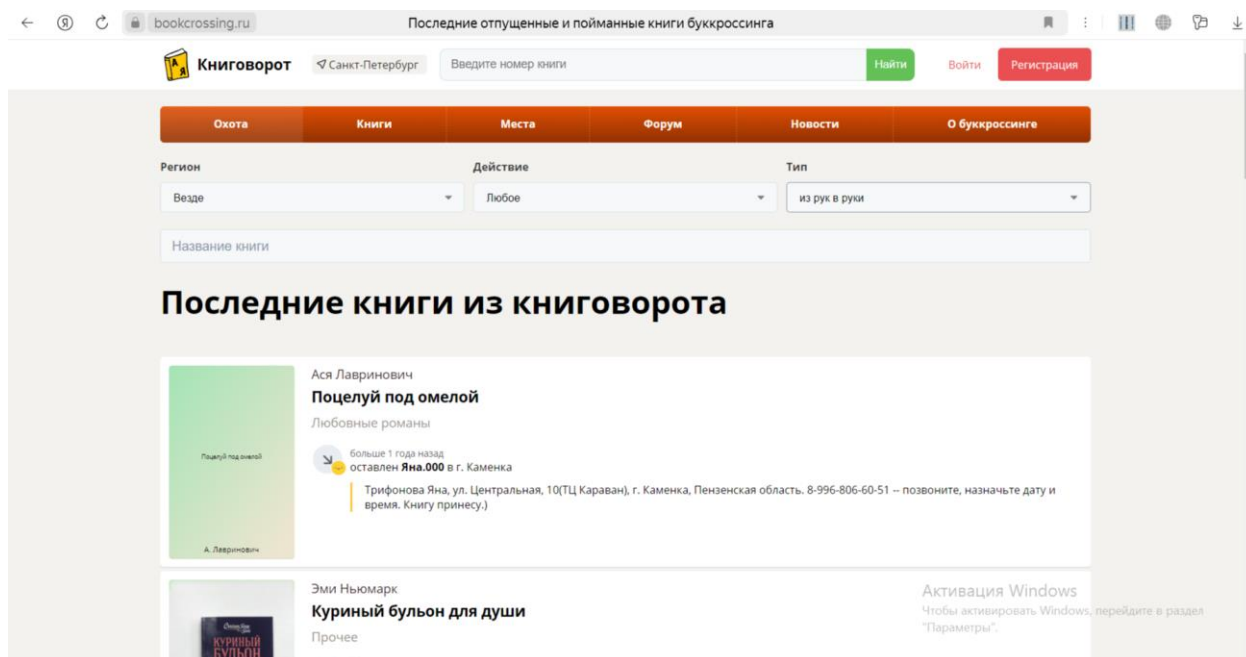 bookcrossing.ru
Последние отпущенные и пойманные книги буккроссинга
А Я
Книговорот
Санкт-Петербург
Введите номер книги
Найти
Войти
Регистрация
Охота
Книги
Места
Форум
Новости
О буккроссинге
Регион
Действие
Тип
Везде
Любое
из рук в руки
Название книги
Последние книги из книговорота
Поцелуй под омелой
А. Лавринович
Ася Лавринович
Поцелуй под омелой
Любовные романы
больше 1 года назад
оставлен Яна.000 в г. Каменка
Трифонова Яна, ул. Центральная, 10(ТЦ Караван), г. Каменка, Пензенская область. 8-996-806-60-51 -- позвоните, назначьте дату и
время. Книгу принесу.)
КУРИНЫЙ
БУЛЬОН
Эми Ньюмарк
Куриный бульон для души
Прочее
Активация Windows
Чтобы активировать Windows, перейдите в раздел
"Параметры".